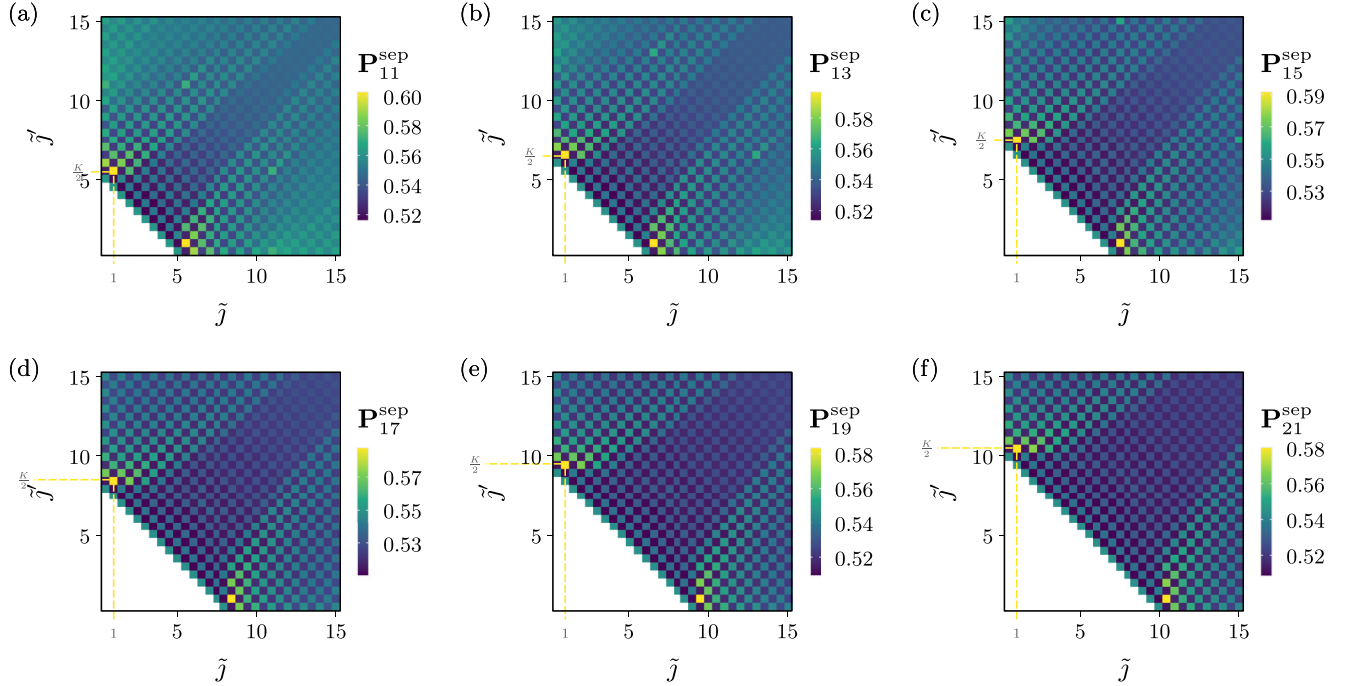 (a)
15
10
5
K/2
1
5
10
15
j̃′
j̃
P^sep_11
0.60
0.58
0.56
0.54
0.52
(b)
15
10
5
K/2
1
5
10
15
j̃′
j̃
P^sep_13
0.58
0.56
0.54
0.52
(c)
15
10
5
K/2
1
5
10
15
j̃′
j̃
P^sep_15
0.59
0.57
0.55
0.53
(d)
15
10
5
K/2
1
5
10
15
j̃′
j̃
P^sep_17
0.57
0.55
0.53
(e)
15
10
5
K/2
1
5
10
15
j̃′
j̃
P^sep_19
0.58
0.56
0.54
0.52
(f)
15
10
5
K/2
1
5
10
15
j̃′
j̃
P^sep_21
0.58
0.56
0.54
0.52